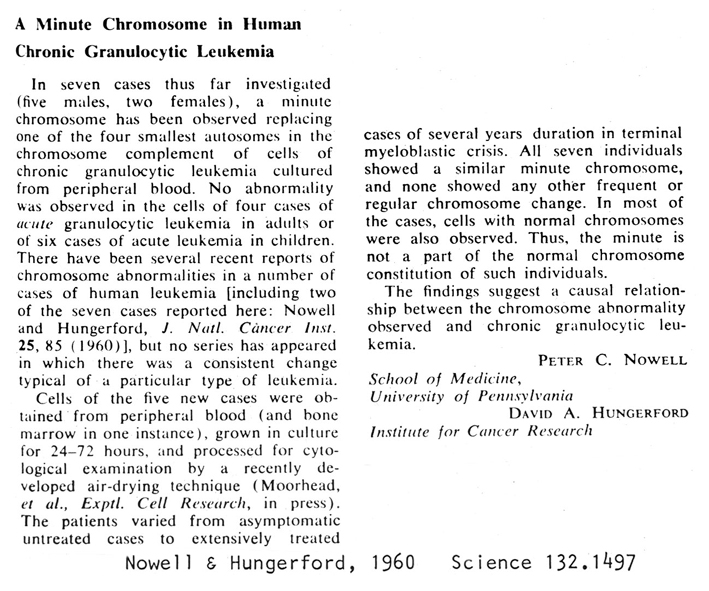 A Minute Chromosome in Human
Chronic Granulocytic Leukemia
In seven cases thus far investigated
(five males, two females), a minute
chromosome has been observed replacing
one of the four smallest autosomes in the
chromosome complement of cells of
chronic granulocytic leukemia cultured
from peripheral blood. No abnormality
was observed in the cells of four cases of
acute granulocytic leukemia in adults or
of six cases of acute leukemia in children.
There have been several recent reports of
chromosome abnormalities in a number of
cases of human leukemia [including two
of the seven cases reported here: Nowell
and Hungerford, J. Natl. Cancer Inst.
25, 85 (1960)], but no series has appeared
in which there was a consistent change
typical of a particular type of leukemia.
Cells of the five new cases were ob-
tained from peripheral blood (and bone
marrow in one instance), grown in culture
for 24–72 hours, and processed for cyto-
logical examination by a recently de-
veloped air-drying technique (Moorhead,
et al., Exptl. Cell Research, in press).
The patients varied from asymptomatic
untreated cases to extensively treated
cases of several years duration in terminal
myeloblastic crisis. All seven individuals
showed a similar minute chromosome,
and none showed any other frequent or
regular chromosome change. In most of
the cases, cells with normal chromosomes
were also observed. Thus, the minute is
not a part of the normal chromosome
constitution of such individuals.
The findings suggest a causal relation-
ship between the chromosome abnormality
observed and chronic granulocytic leu-
kemia.
PETER C. NOWELL
School of Medicine,
University of Pennsylvania
DAVID A. HUNGERFORD
Institute for Cancer Research
Nowell & Hungerford, 1960 Science 132.1497